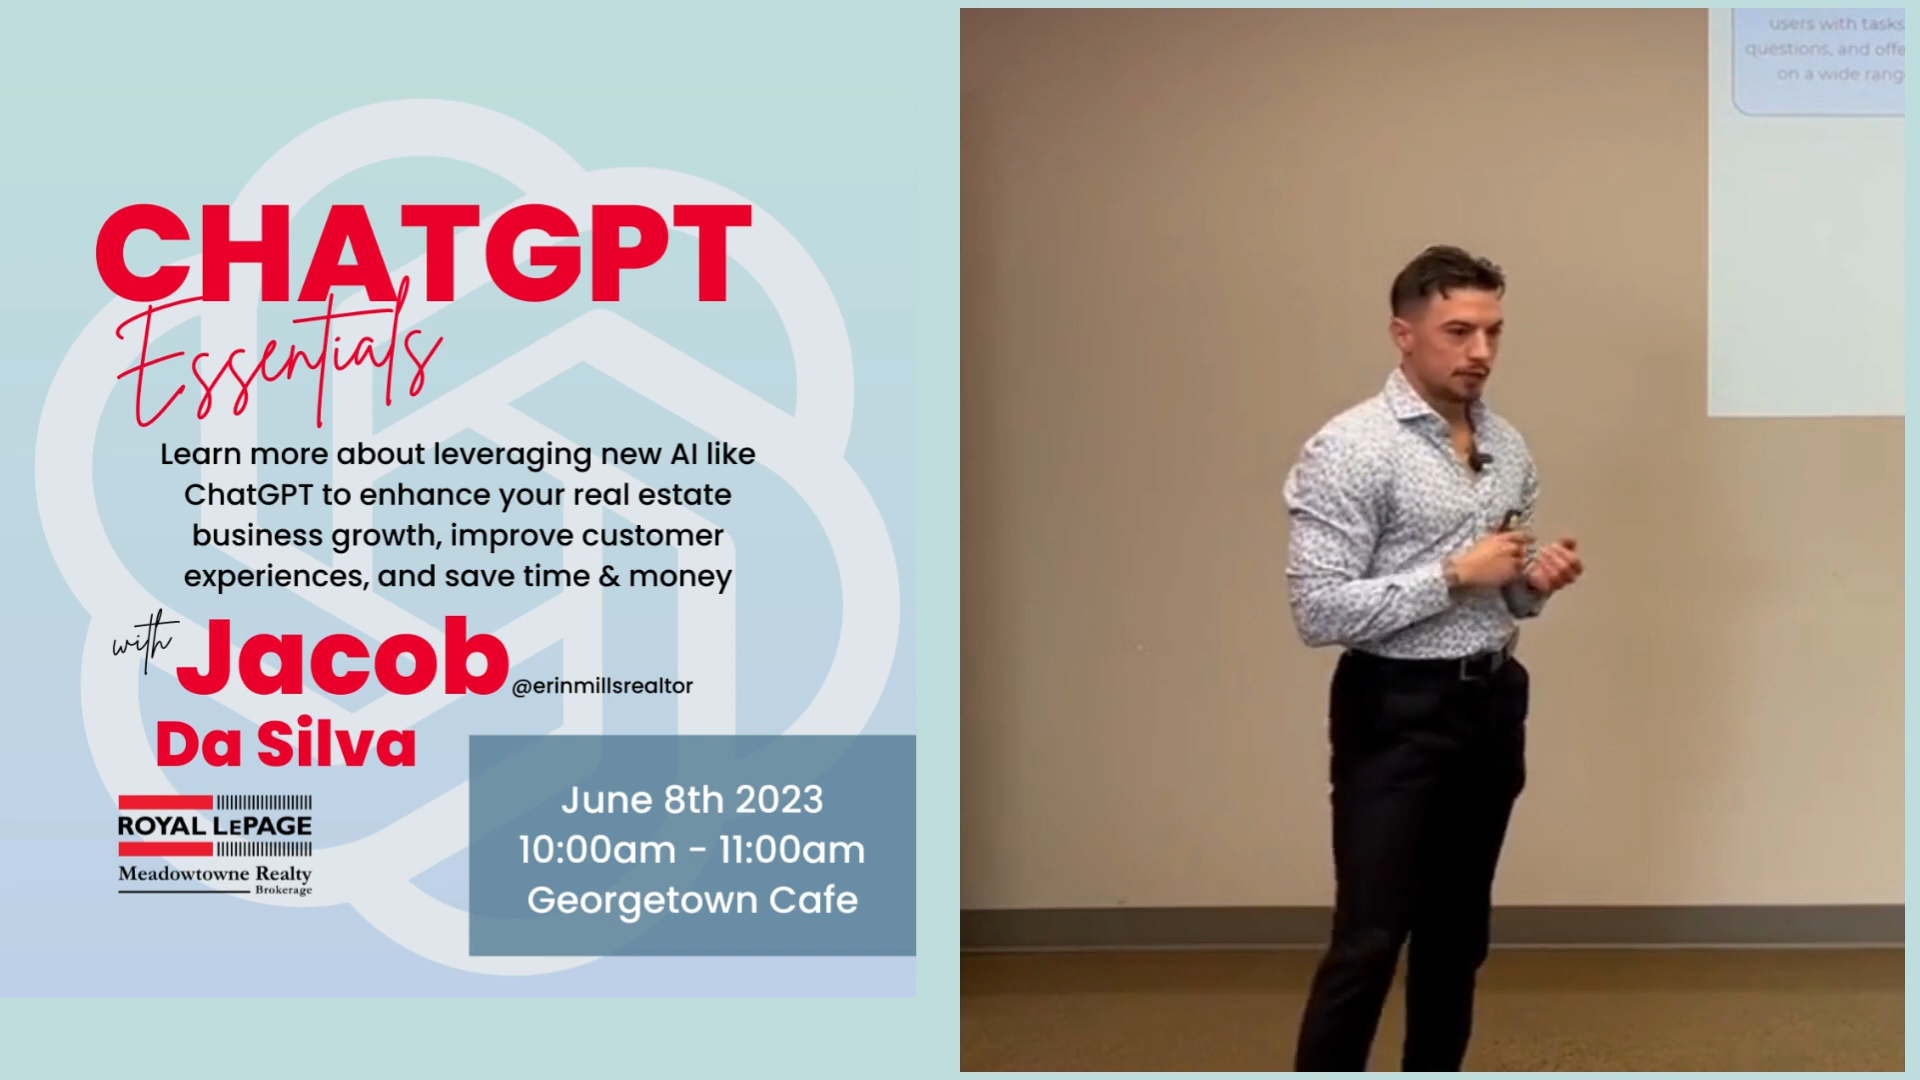 CHATGPT
Essentials
Learn more about leveraging new AI like
ChatGPT to enhance your real estate
business growth, improve customer
experiences, and save time & money
with Jacob @erinmillsrealtor
Da Silva
ROYAL LEPAGE
Meadowtowne Realty
Brokerage
June 8th 2023
10:00am - 11:00am
Georgetown Cafe
users with tasks
questions, and offe
on a wide rang